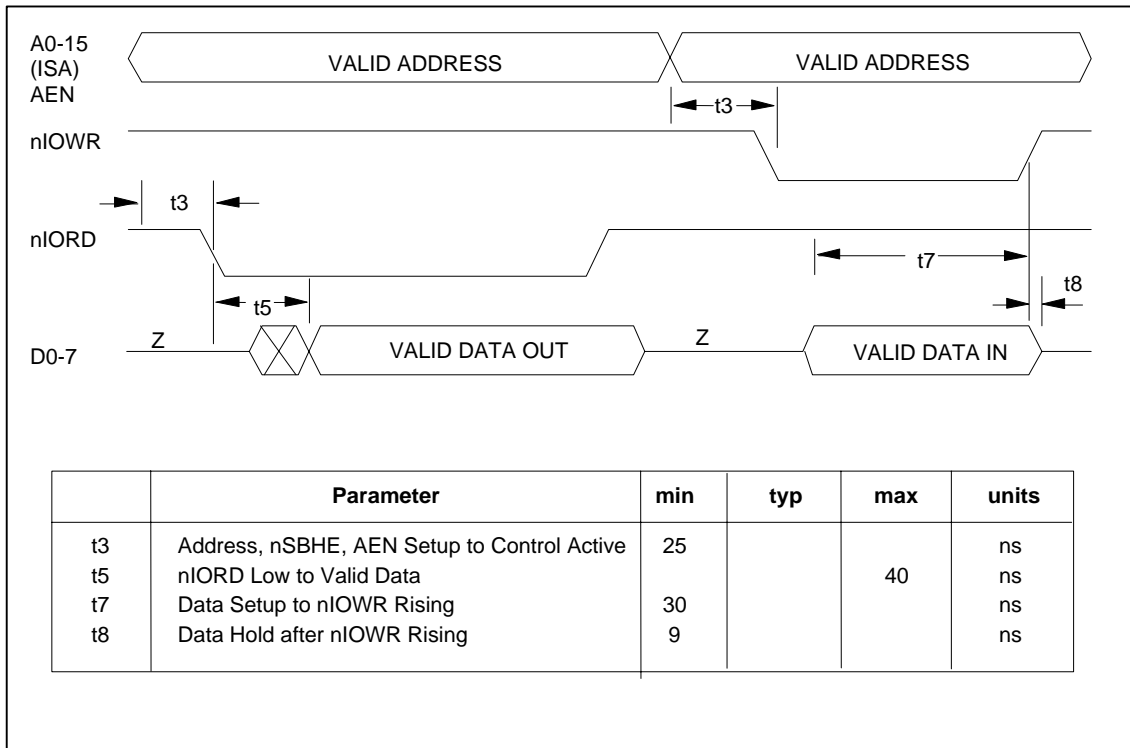 A0-15
(ISA)
AEN
VALID ADDRESS
VALID ADDRESS
t3
nIOWR
t3
nIORD
t7
t8
t5
D0-7
Z
VALID DATA OUT
Z
VALID DATA IN
Parameter min typ max units
t3 Address, nSBHE, AEN Setup to Control Active 25 ns
t5 nIORD Low to Valid Data 40 ns
t7 Data Setup to nIOWR Rising 30 ns
t8 Data Hold after nIOWR Rising 9 ns